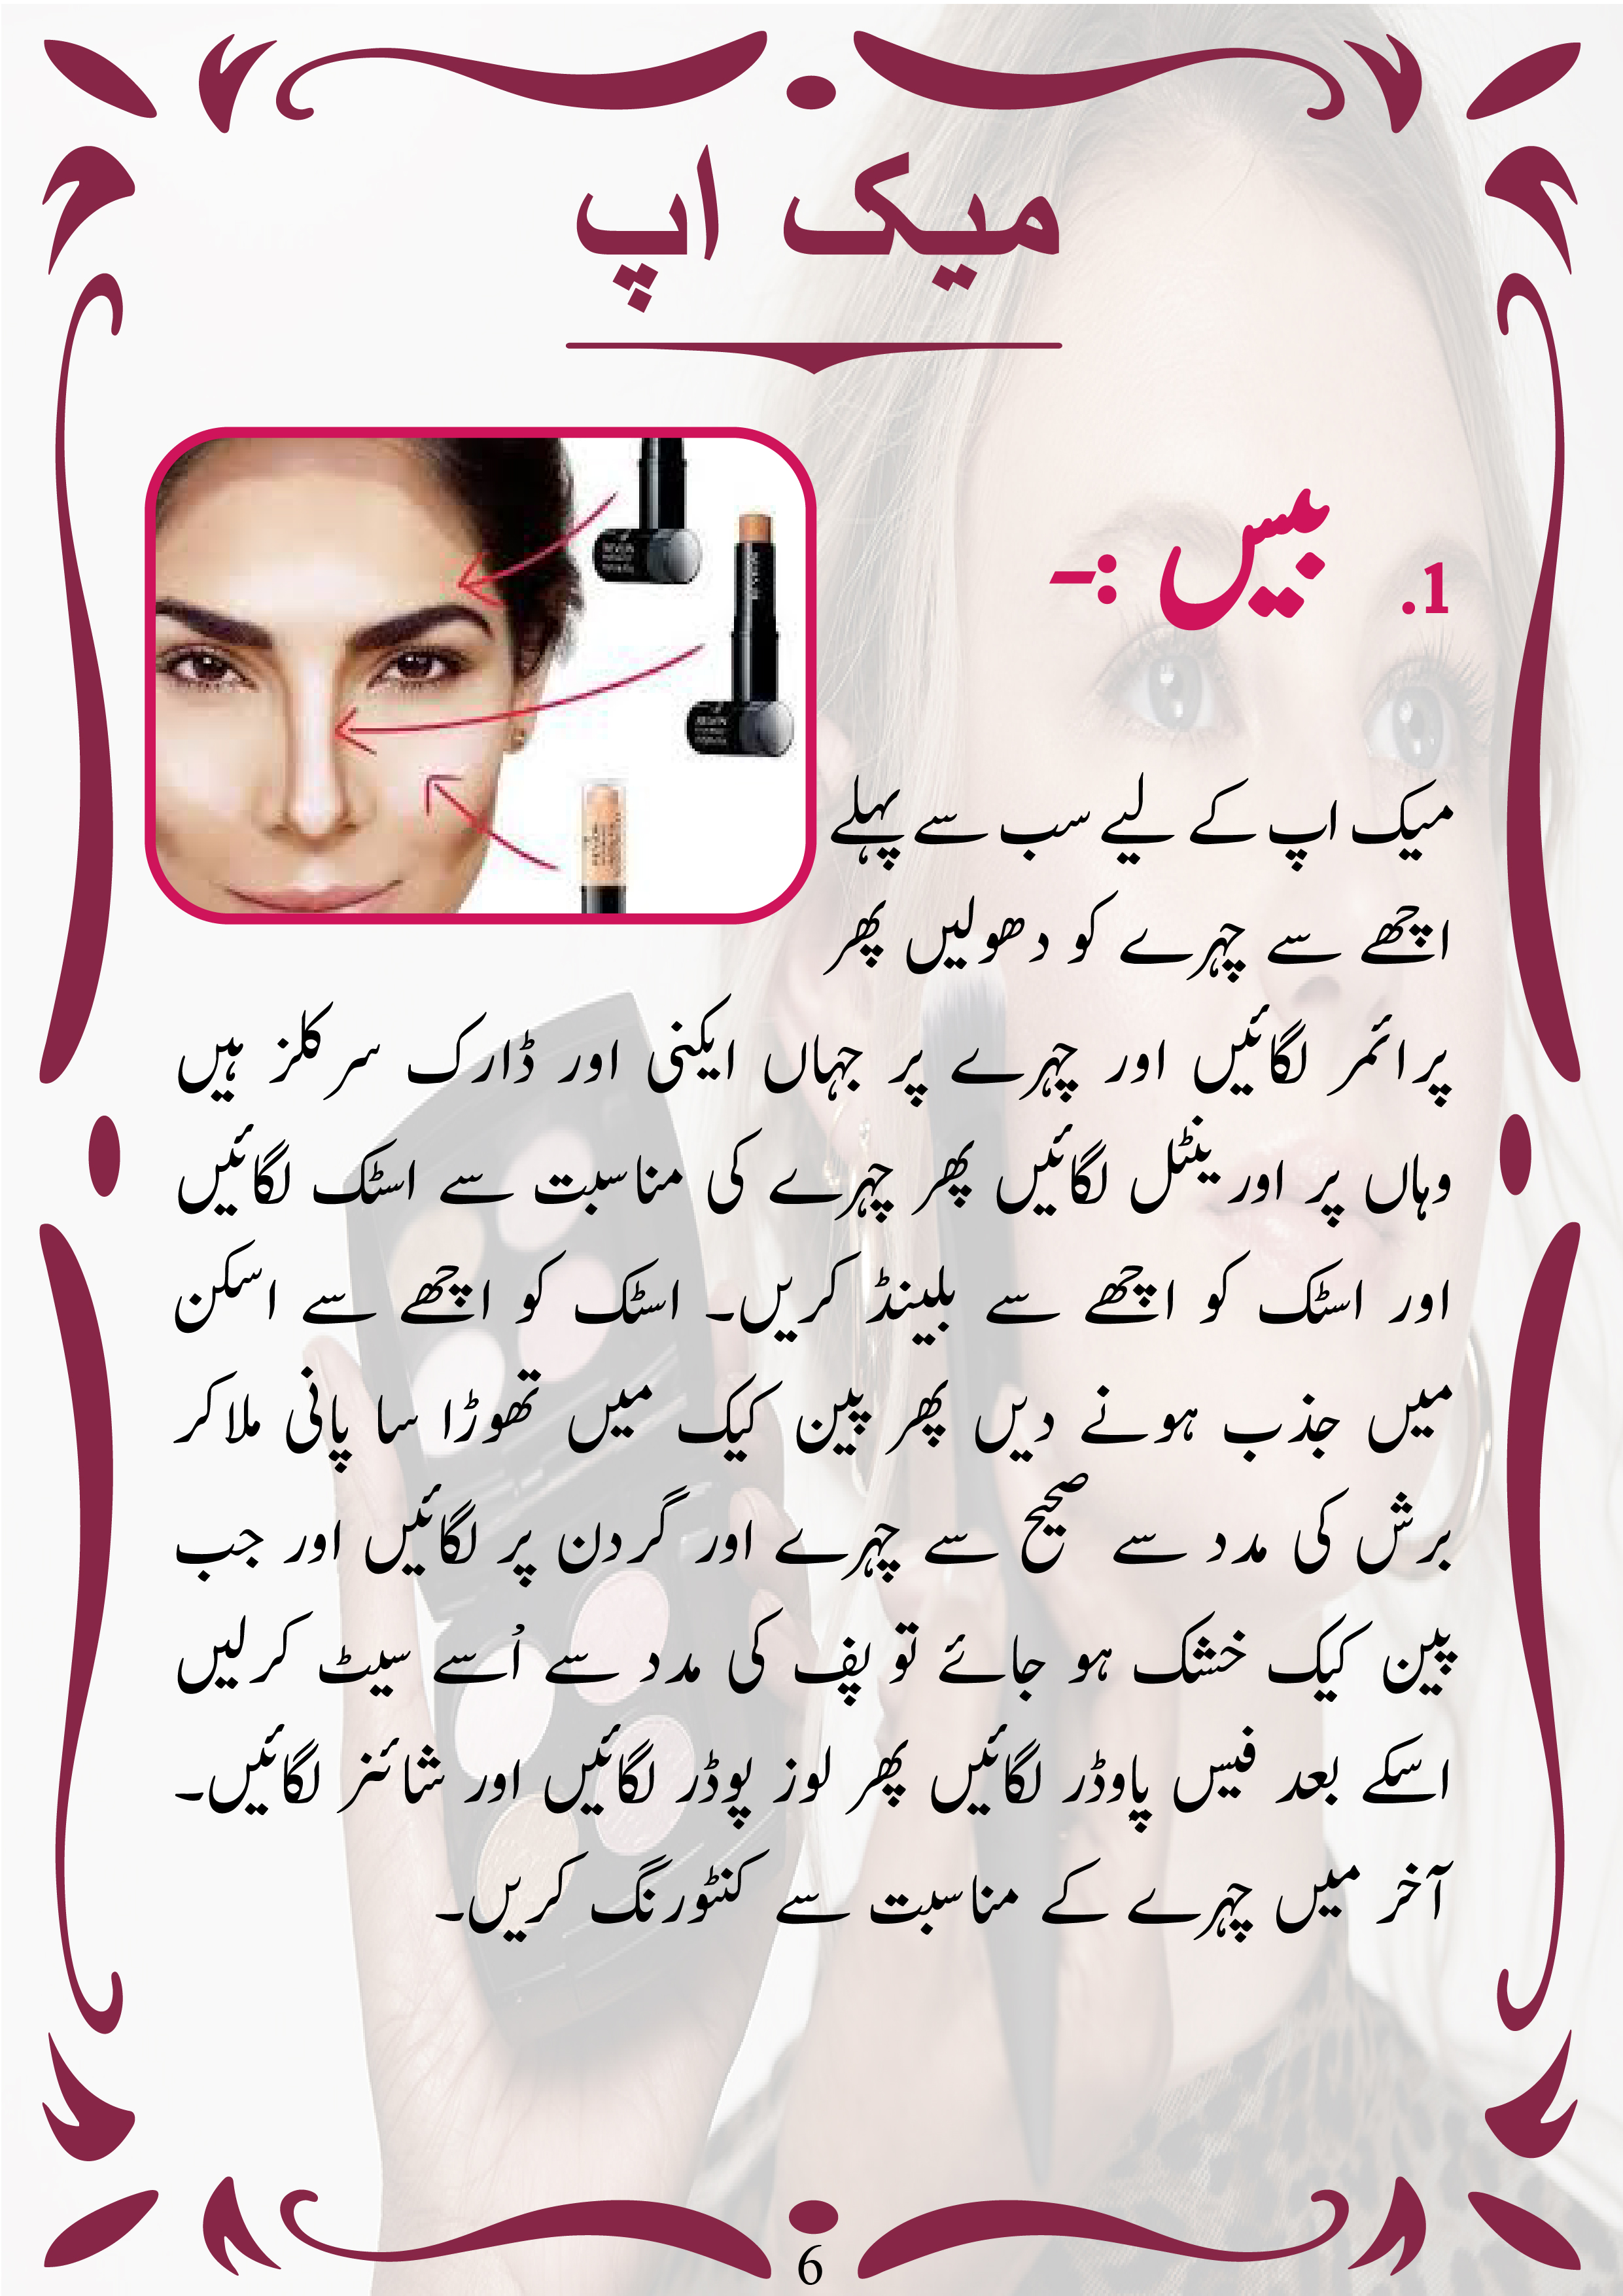 میک اپ
1. بیس :-
میک اپ کے لیے سب سے پہلے
اچھے سے چہرے کو دھولیں پھر
پرائمر لگائیں اور چہرے پر جہاں ایکنی اور ڈارک سرکلز ہیں
وہاں پر اورینٹل لگائیں پھر چہرے کی مناسبت سے اسٹک لگائیں
اور اسٹک کو اچھے سے بلینڈ کریں۔ اسٹک کو اچھے سے اسکن
میں جذب ہونے دیں پھر پین کیک میں تھوڑا سا پانی ملاکر
برش کی مدد سے صحیح سے چہرے اور گردن پر لگائیں اور جب
پین کیک خشک ہو جائے تو پف کی مدد سے اُسے سیٹ کرلیں
اسکے بعد فیس پاوڈر لگائیں پھر لوز پوڈر لگائیں اور شائنر لگائیں۔
آخر میں چہرے کے مناسبت سے کنٹورنگ کریں۔
6